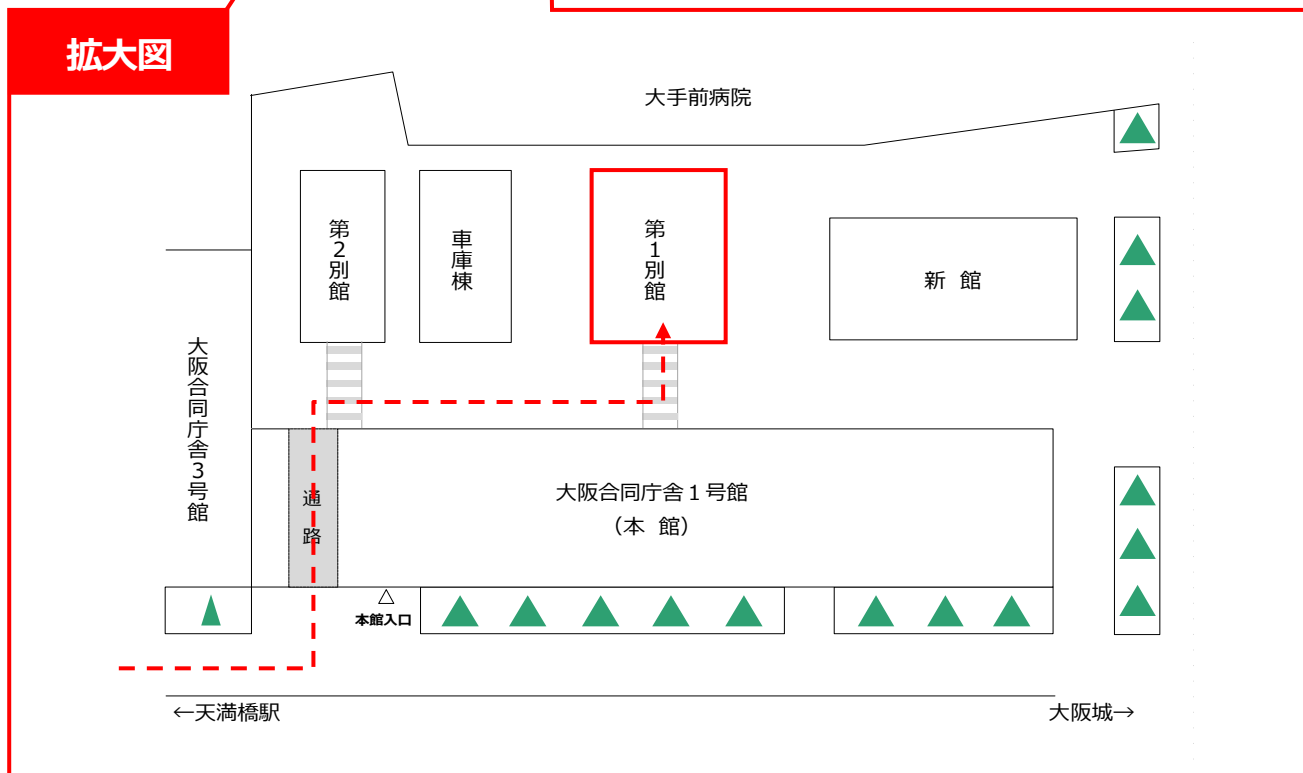 拡大図
大手前病院
第2別館
車庫棟
第1別館
新 館
大阪合同庁舎3号館
通路
大阪合同庁舎1号館
（本 館）
本館入口
←天満橋駅
大阪城→